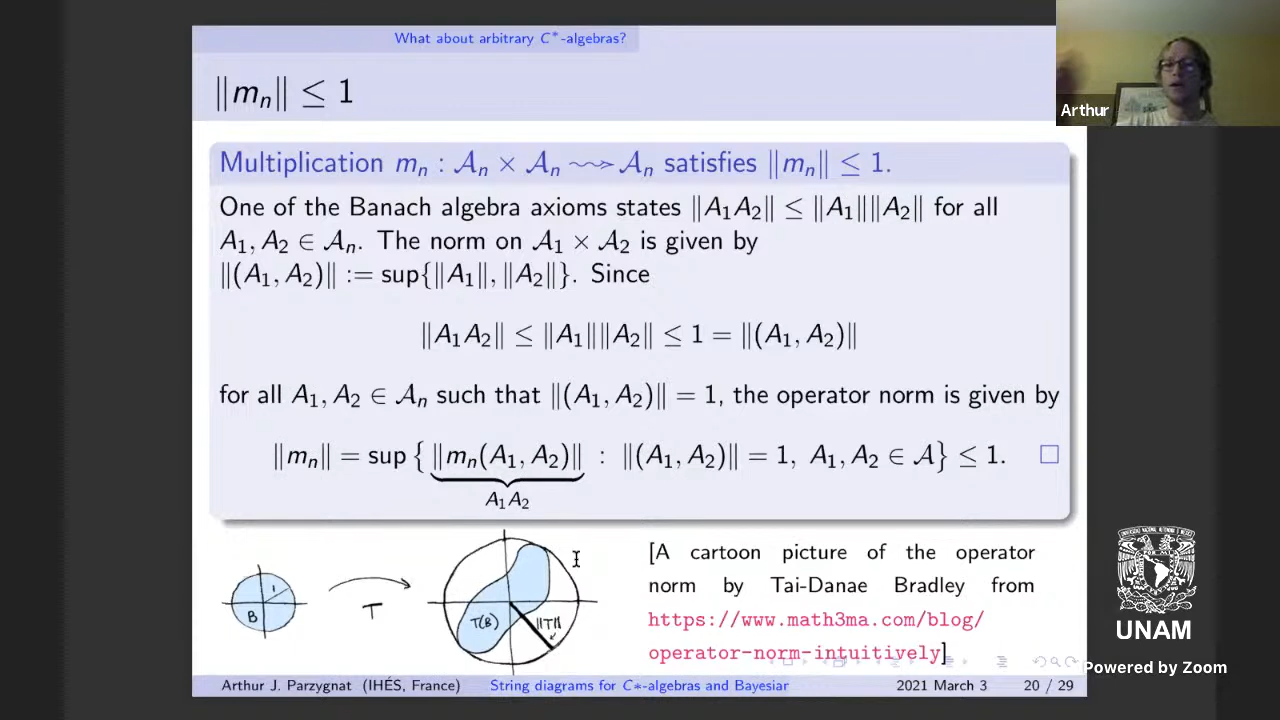 What about arbitrary C*-algebras?
‖m_n‖ ≤ 1
Arthur
Multiplication m_n : 𝒜_n × 𝒜_n ⇝ 𝒜_n satisfies ‖m_n‖ ≤ 1.
One of the Banach algebra axioms states ‖A_1A_2‖ ≤ ‖A_1‖‖A_2‖ for all
A_1, A_2 ∈ 𝒜_n. The norm on 𝒜_1 × 𝒜_2 is given by
‖(A_1, A_2)‖ := sup{‖A_1‖, ‖A_2‖}. Since
‖A_1A_2‖ ≤ ‖A_1‖‖A_2‖ ≤ 1 = ‖(A_1, A_2)‖
for all A_1, A_2 ∈ 𝒜_n such that ‖(A_1, A_2)‖ = 1, the operator norm is given by
‖m_n‖ = sup { ‖m_n(A_1, A_2)‖ : ‖(A_1, A_2)‖ = 1, A_1, A_2 ∈ 𝒜} ≤ 1. □
A_1A_2
1
B
T
T(B)
‖T‖
[A cartoon picture of the operator
norm by Tai-Danae Bradley from
https://www.math3ma.com/blog/
operator-norm-intuitively]
UNAM
Powered by Zoom
Arthur J. Parzygnat (IHÉS, France) String diagrams for C∗-algebras and Bayesiar 2021 March 3 20 / 29